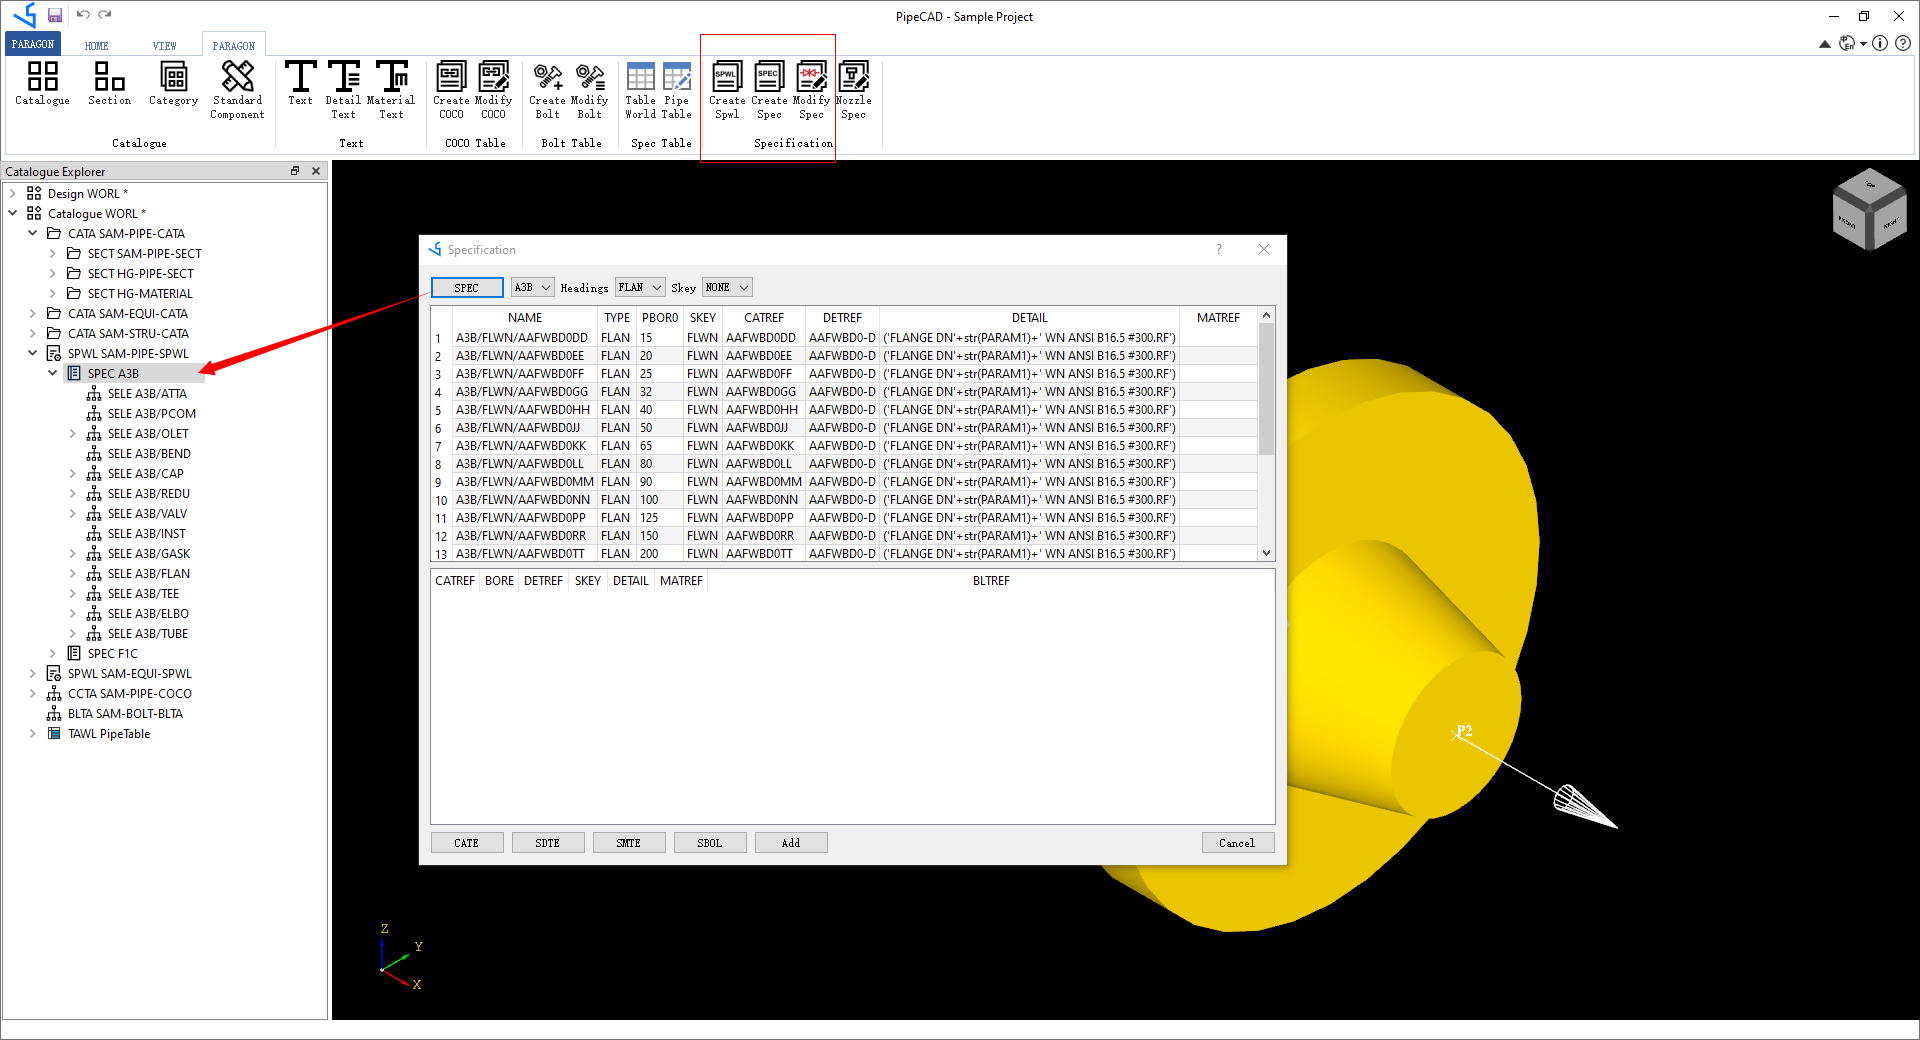 PipeCAD - Sample Project
PARAGON HOME VIEW PARAGON
Catalogue Section Category Standard Component
Catalogue
Text Detail Text Material Text
Text
Create COCO Modify COCO
COCO Table
Create Bolt Modify Bolt
Bolt Table
Table World Pipe Table
Spec Table
SPWL SPEC
Create Spwl Create Spec Modify Spec Nozzle Spec
Specification
Catalogue Explorer
Design WORL *
Catalogue WORL *
CATA SAM-PIPE-CATA
SECT SAM-PIPE-SECT
SECT HG-PIPE-SECT
SECT HG-MATERIAL
CATA SAM-EQUI-CATA
CATA SAM-STRU-CATA
SPWL SAM-PIPE-SPWL
SPEC A3B
SELE A3B/ATTA
SELE A3B/PCOM
SELE A3B/OLET
SELE A3B/BEND
SELE A3B/CAP
SELE A3B/REDU
SELE A3B/VALV
SELE A3B/INST
SELE A3B/GASK
SELE A3B/FLAN
SELE A3B/TEE
SELE A3B/ELBO
SELE A3B/TUBE
SPEC F1C
SPWL SAM-EQUI-SPWL
CCTA SAM-PIPE-COCO
BLTA SAM-BOLT-BLTA
TAWL PipeTable
Specification ?
SPEC A3B Headings FLAN Skey NONE
NAME TYPE PBOR0 SKEY CATREF DETREF DETAIL MATREF
1 A3B/FLWN/AAFWBD0DD FLAN 15 FLWN AAFWBD0DD AAFWBD0-D ('FLANGE DN'+str(PARAM1)+' WN ANSI B16.5 #300.RF')
2 A3B/FLWN/AAFWBD0EE FLAN 20 FLWN AAFWBD0EE AAFWBD0-D ('FLANGE DN'+str(PARAM1)+' WN ANSI B16.5 #300.RF')
3 A3B/FLWN/AAFWBD0FF FLAN 25 FLWN AAFWBD0FF AAFWBD0-D ('FLANGE DN'+str(PARAM1)+' WN ANSI B16.5 #300.RF')
4 A3B/FLWN/AAFWBD0GG FLAN 32 FLWN AAFWBD0GG AAFWBD0-D ('FLANGE DN'+str(PARAM1)+' WN ANSI B16.5 #300.RF')
5 A3B/FLWN/AAFWBD0HH FLAN 40 FLWN AAFWBD0HH AAFWBD0-D ('FLANGE DN'+str(PARAM1)+' WN ANSI B16.5 #300.RF')
6 A3B/FLWN/AAFWBD0JJ FLAN 50 FLWN AAFWBD0JJ AAFWBD0-D ('FLANGE DN'+str(PARAM1)+' WN ANSI B16.5 #300.RF')
7 A3B/FLWN/AAFWBD0KK FLAN 65 FLWN AAFWBD0KK AAFWBD0-D ('FLANGE DN'+str(PARAM1)+' WN ANSI B16.5 #300.RF')
8 A3B/FLWN/AAFWBD0LL FLAN 80 FLWN AAFWBD0LL AAFWBD0-D ('FLANGE DN'+str(PARAM1)+' WN ANSI B16.5 #300.RF')
9 A3B/FLWN/AAFWBD0MM FLAN 90 FLWN AAFWBD0MM AAFWBD0-D ('FLANGE DN'+str(PARAM1)+' WN ANSI B16.5 #300.RF')
10 A3B/FLWN/AAFWBD0NN FLAN 100 FLWN AAFWBD0NN AAFWBD0-D ('FLANGE DN'+str(PARAM1)+' WN ANSI B16.5 #300.RF')
11 A3B/FLWN/AAFWBD0PP FLAN 125 FLWN AAFWBD0PP AAFWBD0-D ('FLANGE DN'+str(PARAM1)+' WN ANSI B16.5 #300.RF')
12 A3B/FLWN/AAFWBD0RR FLAN 150 FLWN AAFWBD0RR AAFWBD0-D ('FLANGE DN'+str(PARAM1)+' WN ANSI B16.5 #300.RF')
13 A3B/FLWN/AAFWBD0TT FLAN 200 FLWN AAFWBD0TT AAFWBD0-D ('FLANGE DN'+str(PARAM1)+' WN ANSI B16.5 #300.RF')
CATREF BORE DETREF SKEY DETAIL MATREF BLTREF
CATE SDTE SMTE SBOL Add Cancel
TOP
FRONT RIGHT
P2
Z
Y
X